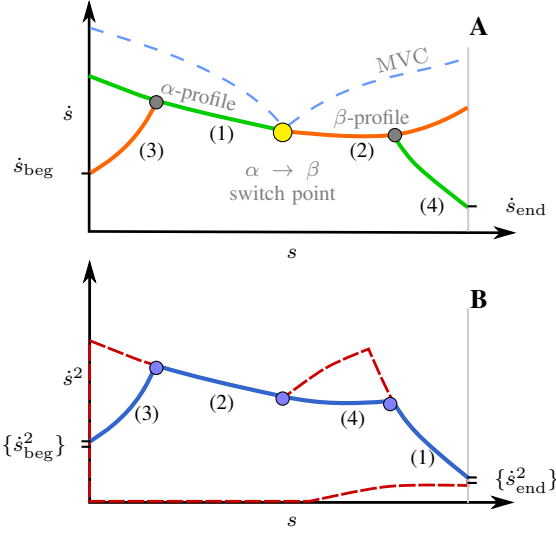 A
MVC
α-profile
ṡ
(1)
β-profile
(3)
(2)
ṡbeg
α → β
switch point
(4)
ṡend
s
B
ṡ²
(3)
(2)
(4)
(1)
{ṡ²beg}
{ṡ²end}
s